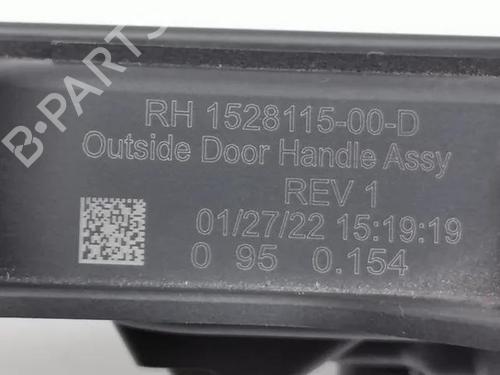 B-PARTS
RH 1528115-00-D
Outside Door Handle Assy
REV 1
01/27/22 15:19:19
0 95 0.154